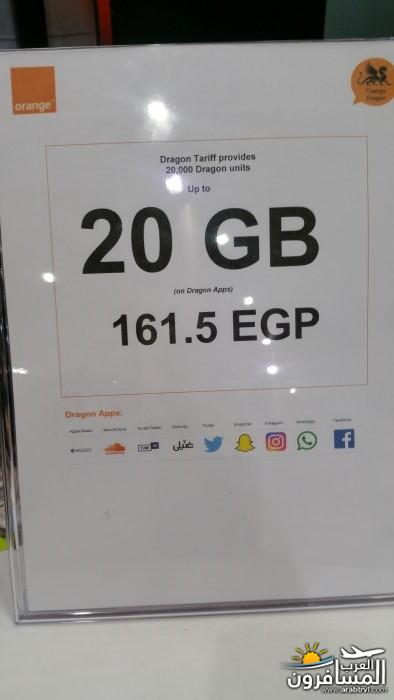 orange
Orange
Dragon
Dragon Tariff provides
20,000 Dragon units
Up to
20 GB
(on Dragon Apps)
161.5 EGP
Dragon Apps:
Apple Music
SoundCloud
Twitter
Snapchat
Instagram
WhatsApp
Facebook
MUSIC
غنيلى
العرب
المسافرون
www.arabtrvl.com